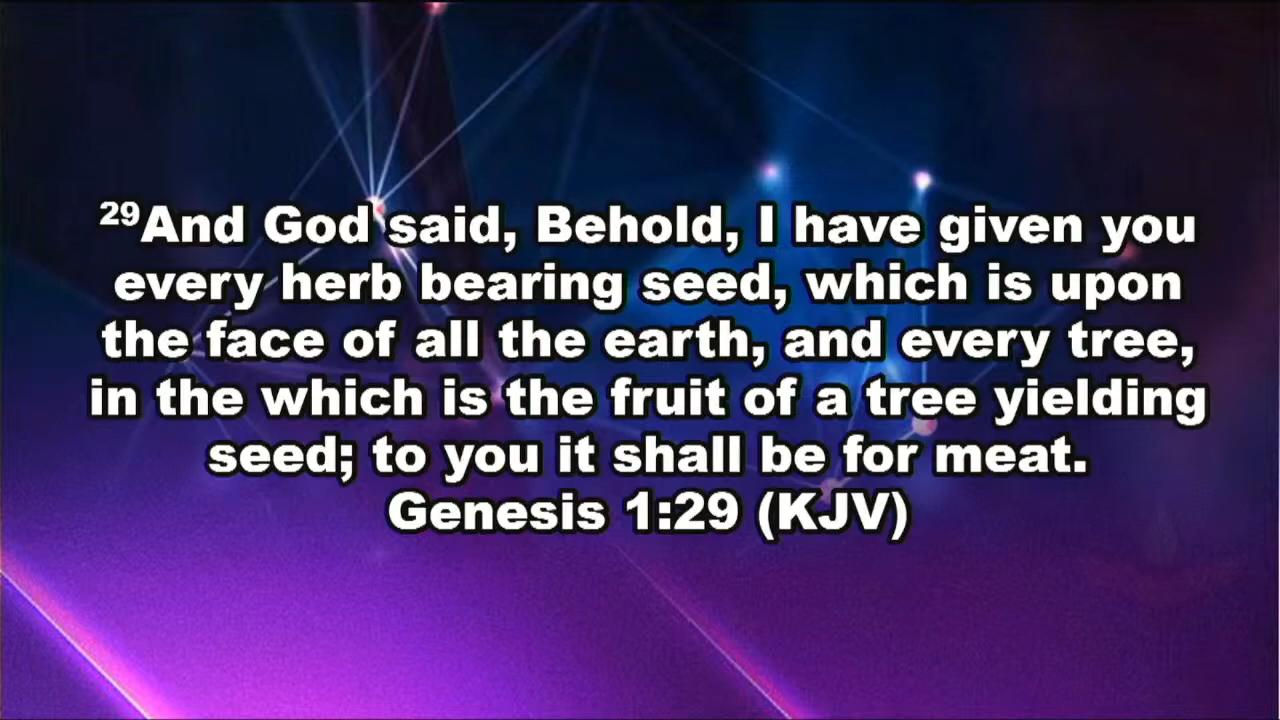 29And God said, Behold, I have given you
every herb bearing seed, which is upon
the face of all the earth, and every tree,
in the which is the fruit of a tree yielding
seed; to you it shall be for meat.
Genesis 1:29 (KJV)